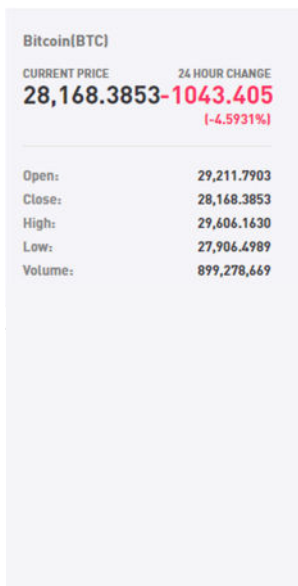 Bitcoin(BTC)
CURRENT PRICE 24 HOUR CHANGE
28,168.3853-1043.405
(-4.5931%)
Open: 29,211.7903
Close: 28,168.3853
High: 29,606.1630
Low: 27,906.4989
Volume: 899,278,669